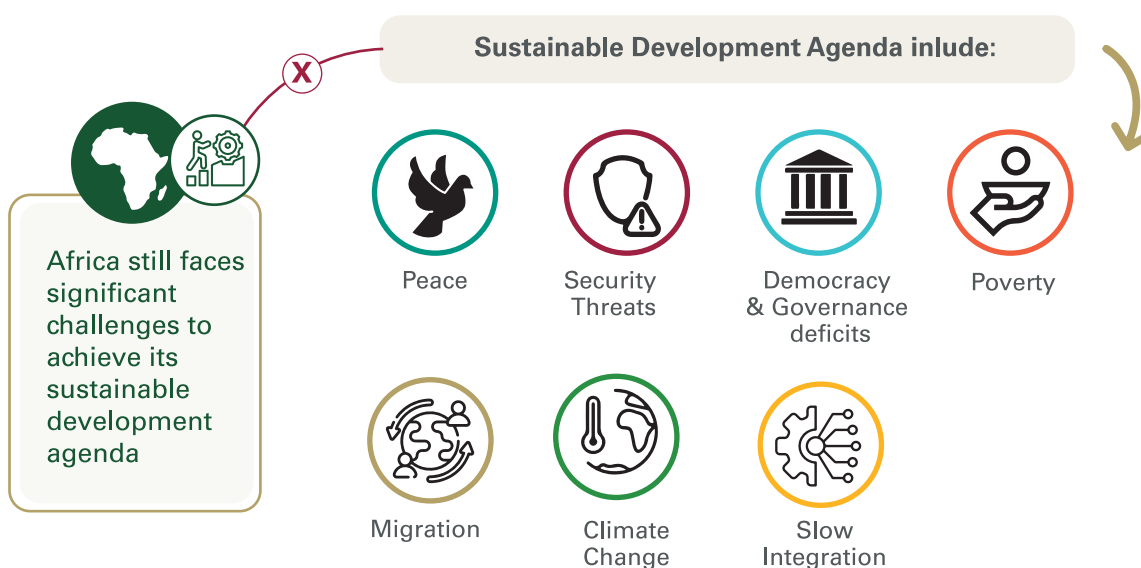 Sustainable Development Agenda inlude:
X
Africa still faces
significant
challenges to
achieve its
sustainable
development
agenda
Peace
Security
Threats
Democracy
& Governance
deficits
Poverty
Migration
Climate
Change
Slow
Integration